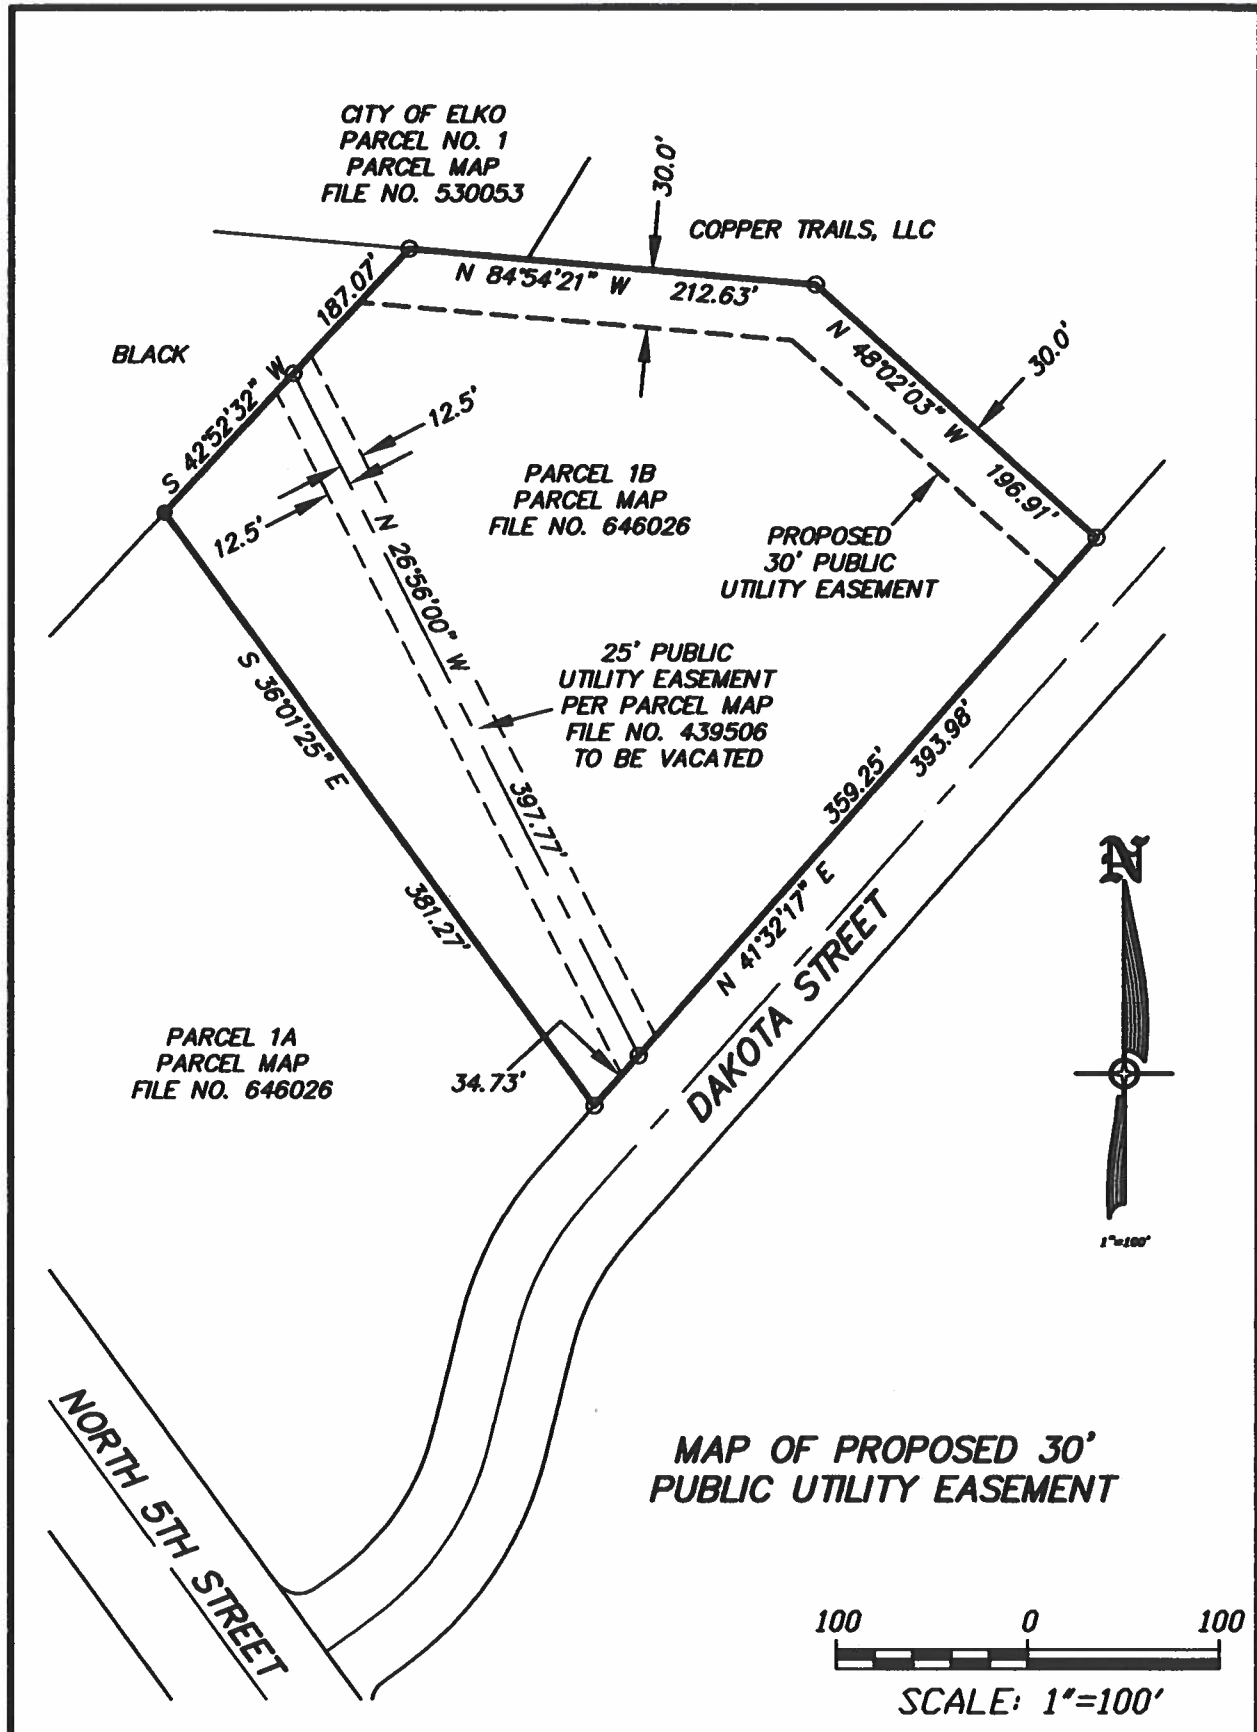 CITY OF ELKO
PARCEL NO. 1
PARCEL MAP
FILE NO. 530053
30.0'
COPPER TRAILS, LLC
N 84°54'21" W 212.63'
187.07'
BLACK
S 42°52'32" W
N 48°02'03" W
196.91'
30.0'
12.5'
12.5'
PARCEL 1B
PARCEL MAP
FILE NO. 646026
PROPOSED
30' PUBLIC
UTILITY EASEMENT
N 26°56'00" W
397.77'
25' PUBLIC
UTILITY EASEMENT
PER PARCEL MAP
FILE NO. 439506
TO BE VACATED
S 36°01'25" E
381.27'
359.25'
393.98'
N 41°32'17" E
DAKOTA STREET
N
1"=100'
PARCEL 1A
PARCEL MAP
FILE NO. 646026
34.73'
NORTH 5TH STREET
MAP OF PROPOSED 30'
PUBLIC UTILITY EASEMENT
100 0 100
SCALE: 1"=100'